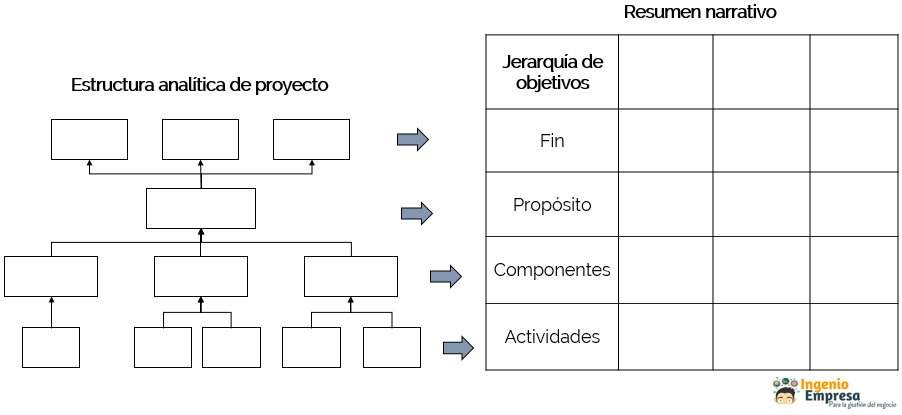 Resumen narrativo
Estructura analítica de proyecto
Jerarquía de
objetivos
Fin
Propósito
Componentes
Actividades
Ingenio
Empresa
Para la gestión del negocio